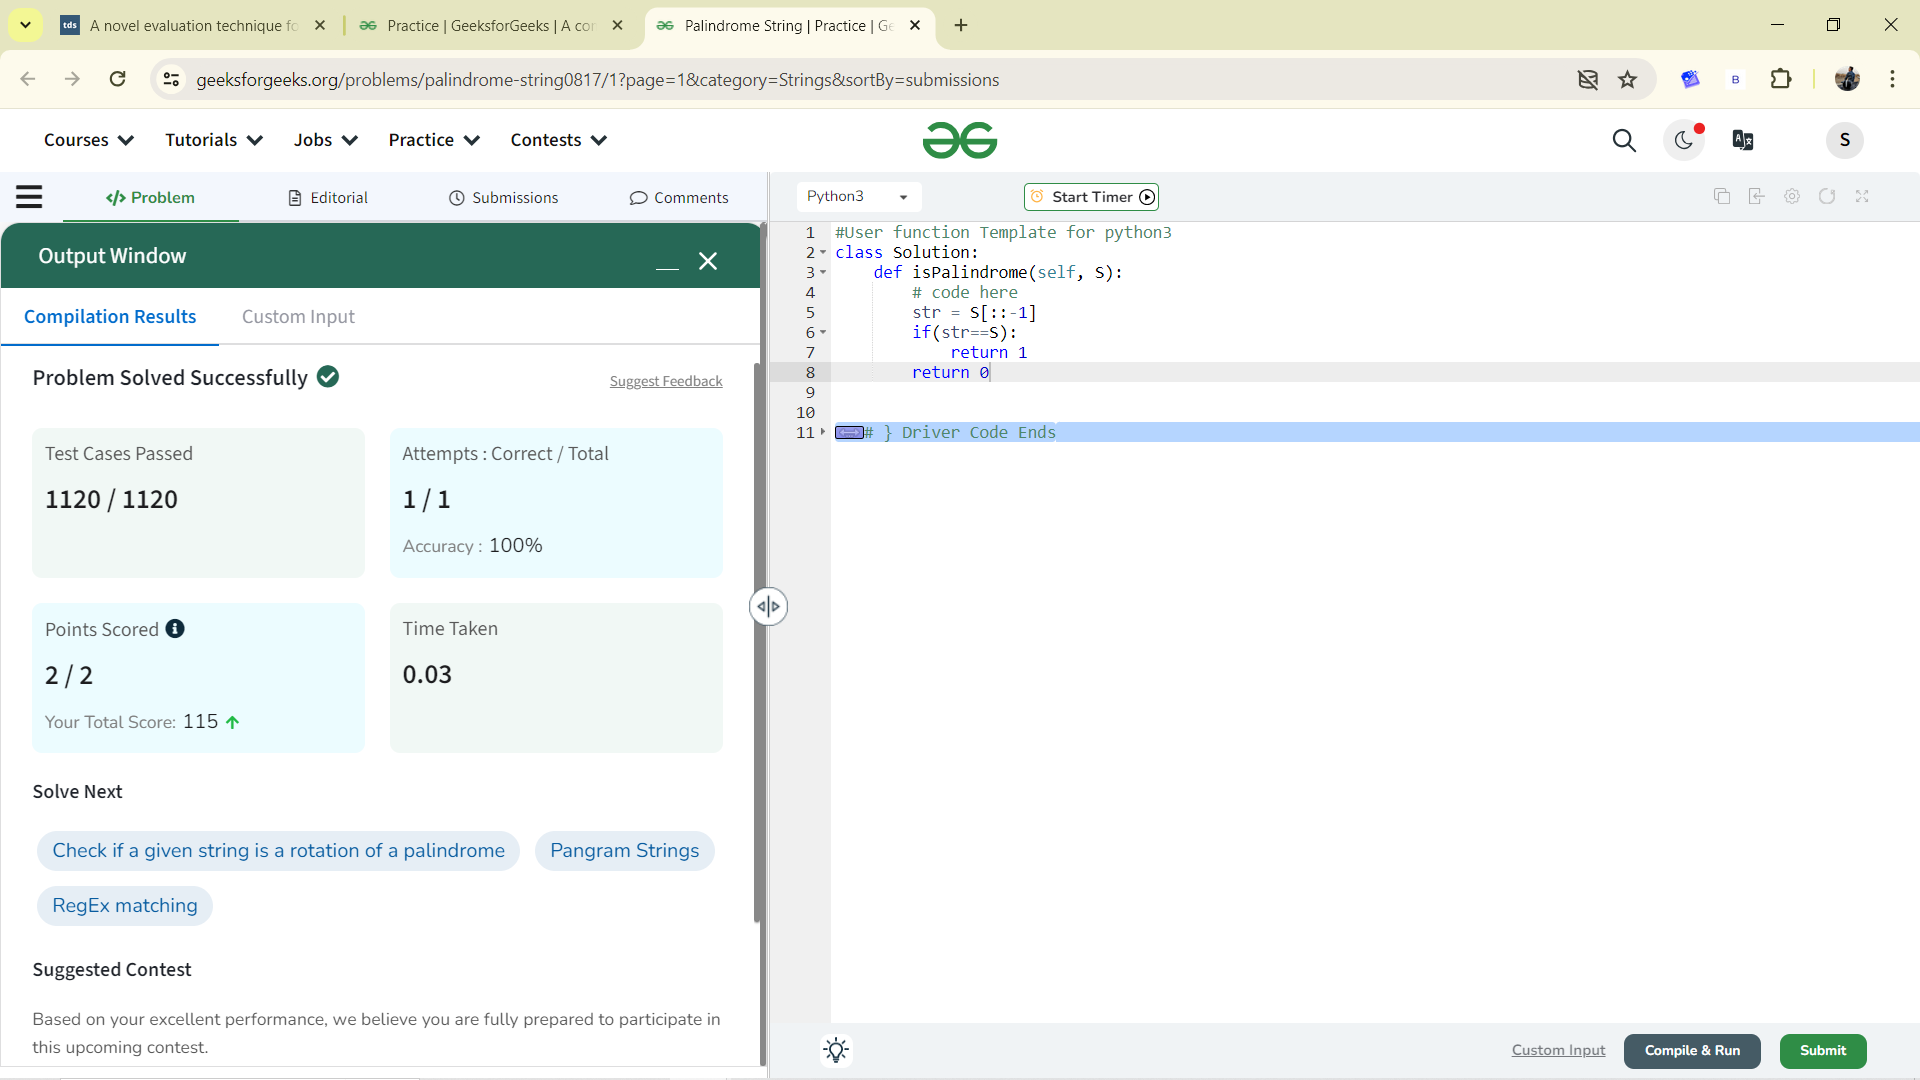 tds A novel evaluation technique fo
Practice | GeeksforGeeks | A cor
Palindrome String | Practice | Ge
geeksforgeeks.org/problems/palindrome-string0817/1?page=1&category=Strings&sortBy=submissions
B
Courses Tutorials Jobs Practice Contests
S
</> Problem Editorial Submissions Comments
Python3
Start Timer
Output Window
Compilation Results Custom Input
Problem Solved Successfully
Suggest Feedback
Test Cases Passed
1120 / 1120
Attempts : Correct / Total
1 / 1
Accuracy : 100%
Points Scored
2 / 2
Your Total Score: 115
Time Taken
0.03
Solve Next
Check if a given string is a rotation of a palindrome
Pangram Strings
RegEx matching
Suggested Contest
Based on your excellent performance, we believe you are fully prepared to participate in
this upcoming contest.
1 #User function Template for python3
2 class Solution:
3 def isPalindrome(self, S):
4 # code here
5 str = S[::-1]
6 if(str==S):
7 return 1
8 return 0
9
10
11 # } Driver Code Ends
Custom Input
Compile & Run
Submit